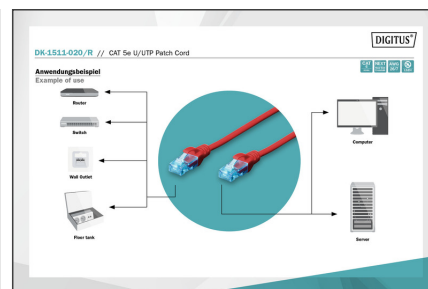 DIGITUS®
DK-1511-020/R // CAT 5e U/UTP Patch Cord
Anwendungsbeispiel
Example of use
Router
Switch
Wall Outlet
Floor tank
Computer
Server